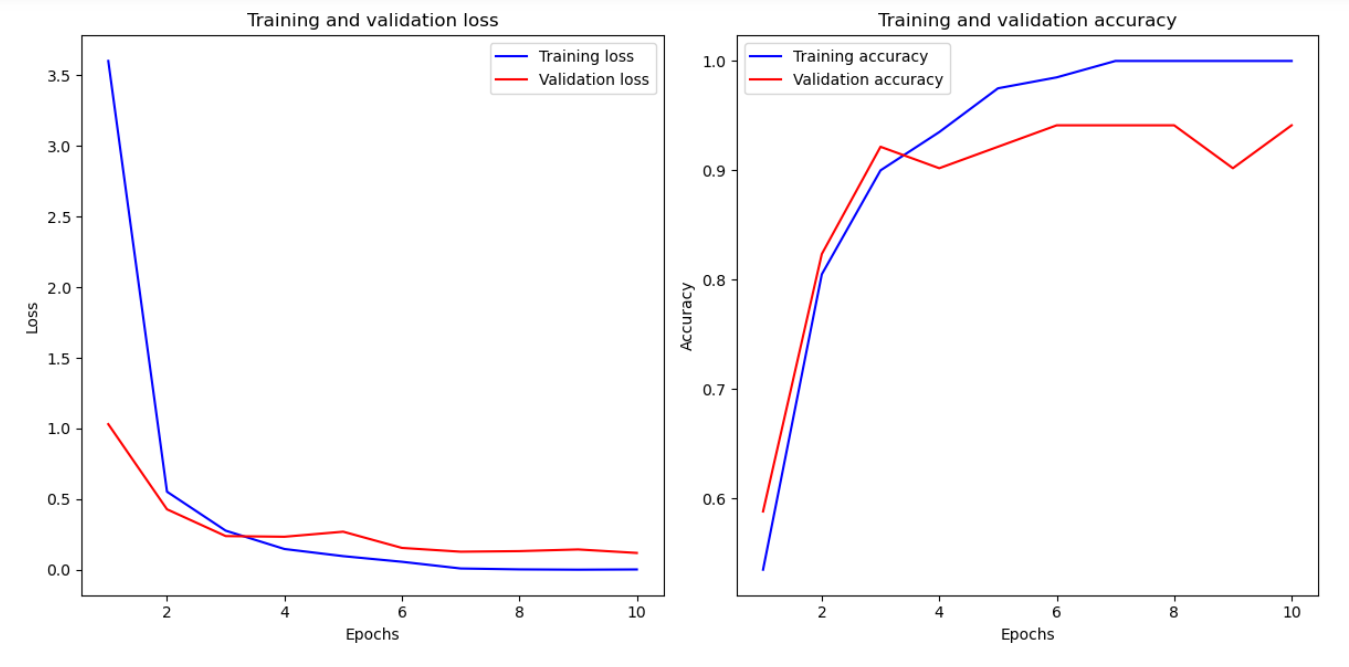 Training and validation loss
Training loss
Validation loss
3.5
3.0
2.5
2.0
1.5
1.0
0.5
0.0
Loss
2 4 6 8 10
Epochs
Training and validation accuracy
Training accuracy
Validation accuracy
1.0
0.9
0.8
0.7
0.6
Accuracy
2 4 6 8 10
Epochs